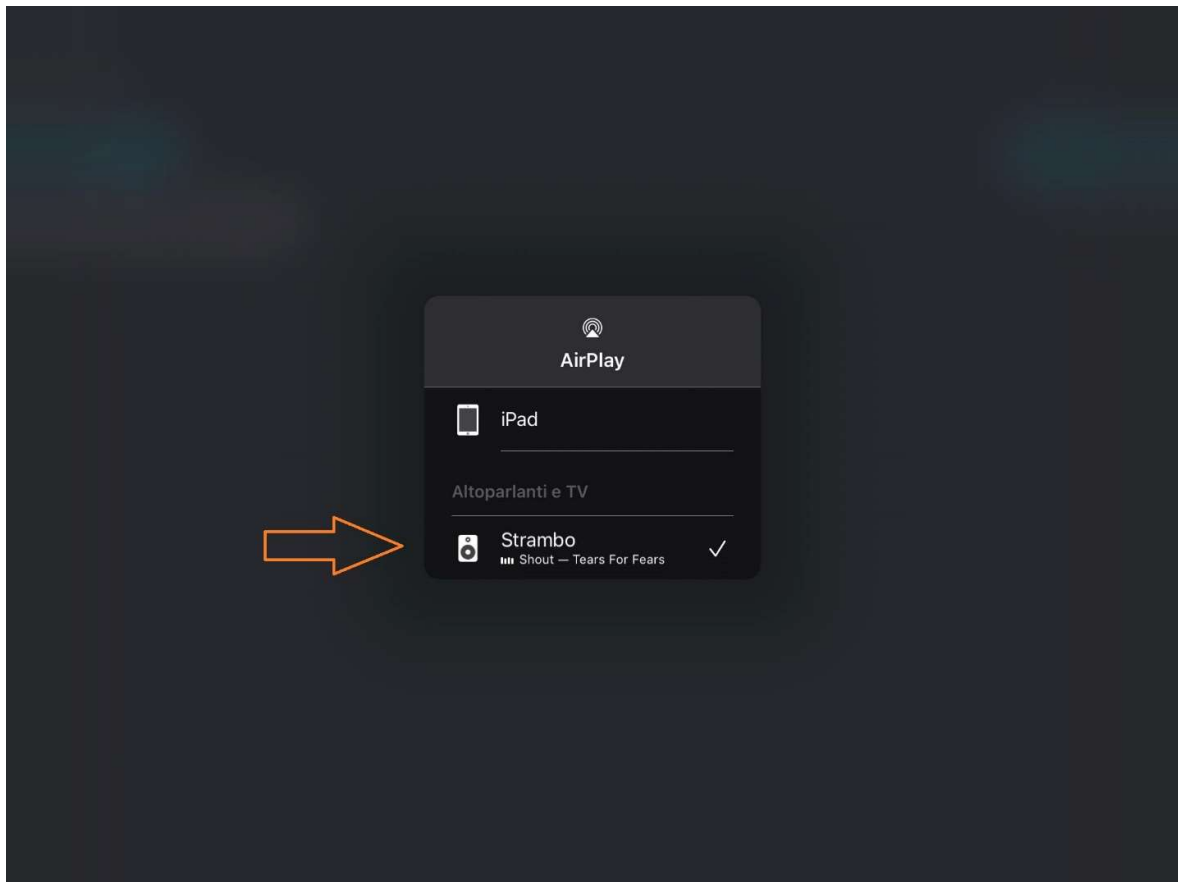 AirPlay
iPad
Altoparlanti e TV
Strambo
Shout — Tears For Fears